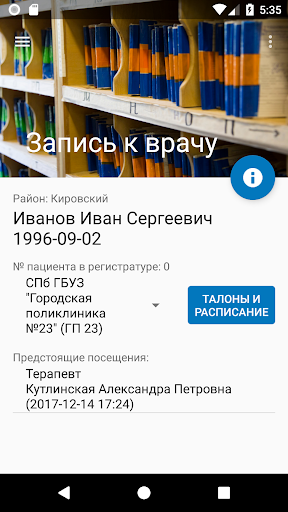 5:35
Запись к врачу
Район: Кировский
Иванов Иван Сергеевич
1996-09-02
№ пациента в регистратуре: 0
СПб ГБУЗ
"Городская
поликлиника
№23" (ГП 23)
ТАЛОНЫ И
РАСПИСАНИЕ
Предстоящие посещения:
Терапевт
Кутлинская Александра Петровна
(2017-12-14 17:24)